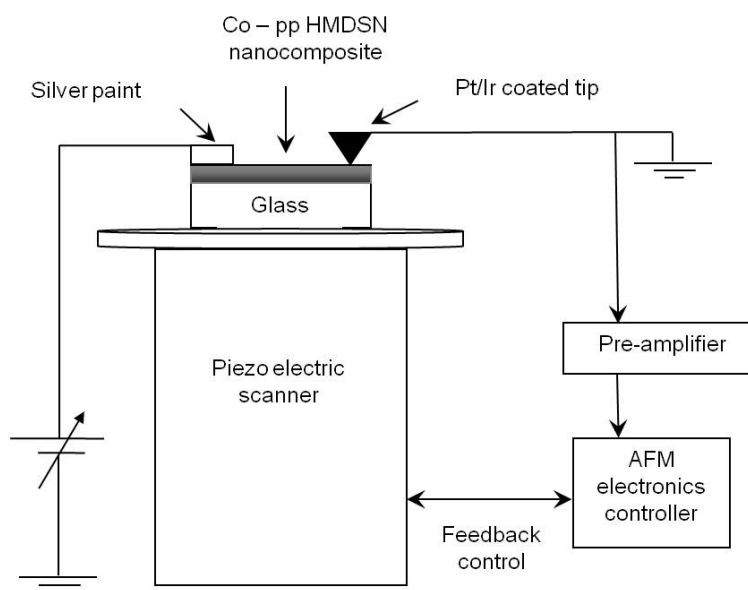 Co – pp HMDSN
nanocomposite
Silver paint
Pt/Ir coated tip
Glass
Pre-amplifier
Piezo electric
scanner
AFM
electronics
controller
Feedback
control